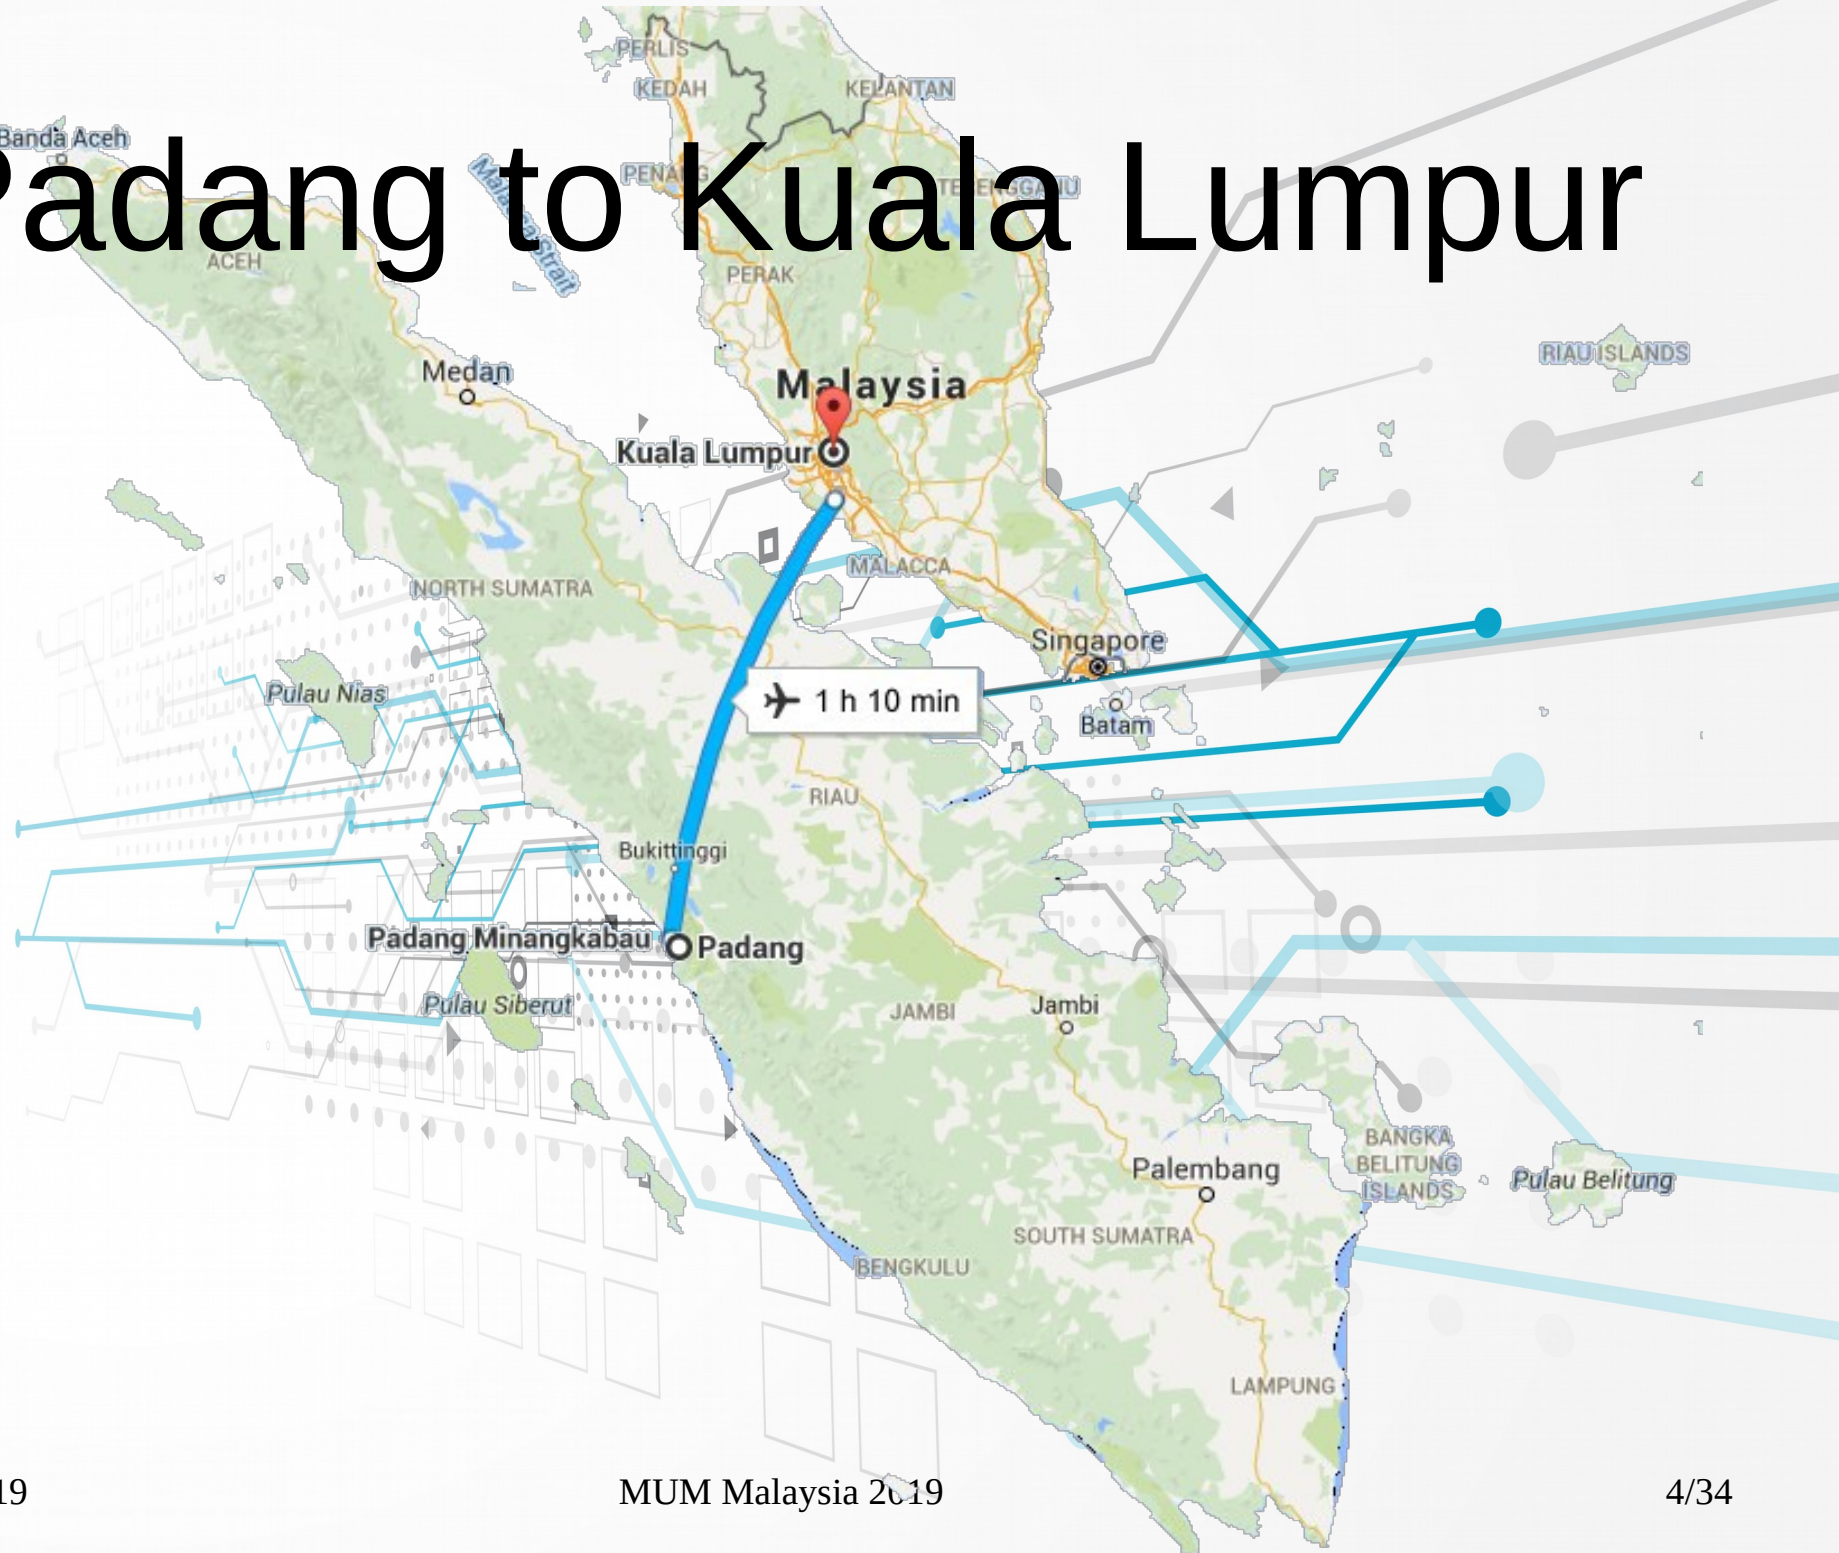 PERLIS
KEDAH
KELANTAN
Banda Aceh
Padang to Kuala Lumpur
PENANG
TERENGGANU
Malacca Strait
ACEH
PERAK
RIAU ISLANDS
Medan
Malaysia
Kuala Lumpur
MALACCA
NORTH SUMATRA
Singapore
Pulau Nias
1 h 10 min
Batam
RIAU
Bukittinggi
Padang Minangkabau
Padang
Pulau Siberut
JAMBI
Jambi
BANGKA
BELITUNG
ISLANDS
Palembang
Pulau Belitung
SOUTH SUMATRA
BENGKULU
LAMPUNG
19
MUM Malaysia 2019
4/34